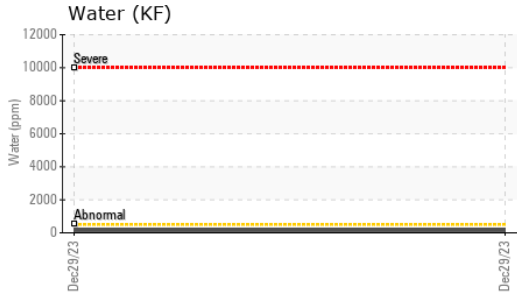 Water (KF)
12000
Severe
10000
8000
Water (ppm)
6000
4000
2000
Abnormal
0
Dec29/23
Dec29/23